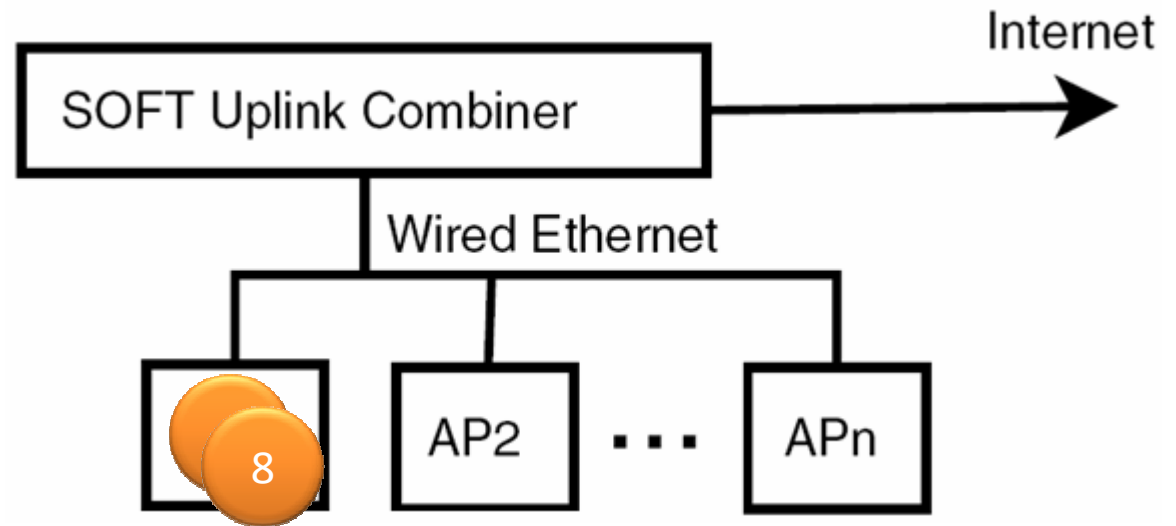 Internet
SOFT Uplink Combiner
Wired Ethernet
8
AP2
...
APn